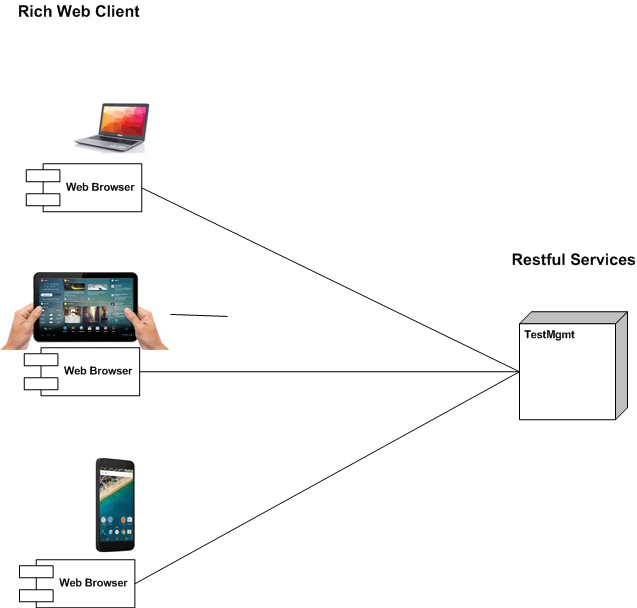 Rich Web Client
Web Browser
Restful Services
TestMgmt
Web Browser
Web Browser